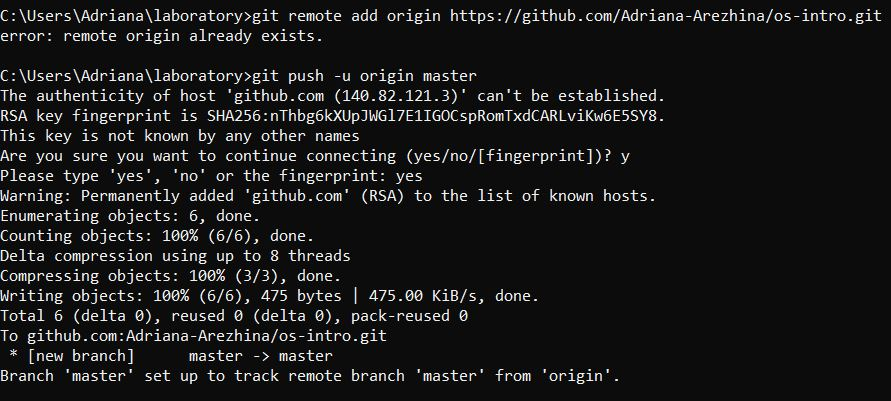 C:\Users\Adriana\laboratory>git remote add origin https://github.com/Adriana-Arezhina/os-intro.git
error: remote origin already exists.
C:\Users\Adriana\laboratory>git push -u origin master
The authenticity of host 'github.com (140.82.121.3)' can't be established.
RSA key fingerprint is SHA256:nThbg6kXUpJWGl7E1IGOCspRomTxdCARLviKw6E5SY8.
This key is not known by any other names
Are you sure you want to continue connecting (yes/no/[fingerprint])? y
Please type 'yes', 'no' or the fingerprint: yes
Warning: Permanently added 'github.com' (RSA) to the list of known hosts.
Enumerating objects: 6, done.
Counting objects: 100% (6/6), done.
Delta compression using up to 8 threads
Compressing objects: 100% (3/3), done.
Writing objects: 100% (6/6), 475 bytes | 475.00 KiB/s, done.
Total 6 (delta 0), reused 0 (delta 0), pack-reused 0
To github.com:Adriana-Arezhina/os-intro.git
 * [new branch]      master -> master
Branch 'master' set up to track remote branch 'master' from 'origin'.